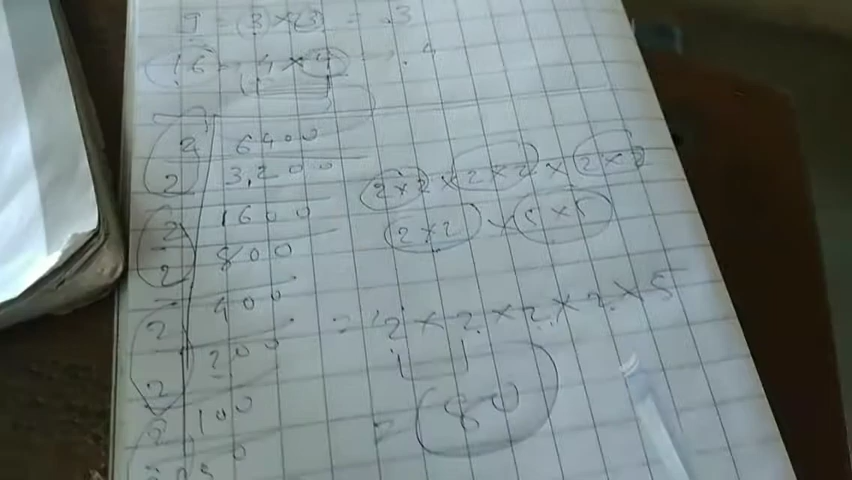 9 = 3 × 3 = 3
16 = 4 × 4 = 4
2 | 6400
2 | 3,200
2 | 1600
2 | 800
2 | 400
2 | 200
2 | 100
50
2 × 2 × 2 × 2 × 2 × 2
2 × 2 × 5 × 5
= 2 × 2 × 2 × 2 × 5
= 80